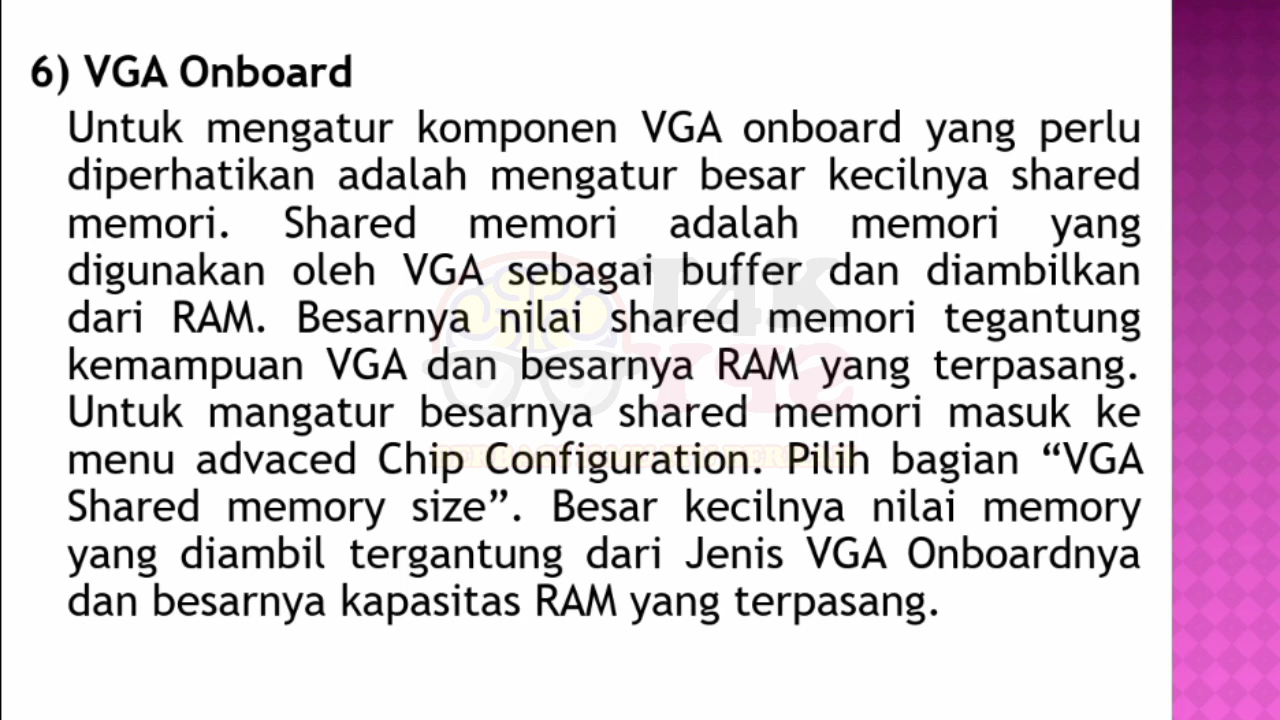 6) VGA Onboard
Untuk mengatur komponen VGA onboard yang perlu
diperhatikan adalah mengatur besar kecilnya shared
memori. Shared memori adalah memori yang
digunakan oleh VGA sebagai buffer dan diambilkan
dari RAM. Besarnya nilai shared memori tegantung
kemampuan VGA dan besarnya RAM yang terpasang.
Untuk mangatur besarnya shared memori masuk ke
menu advaced Chip Configuration. Pilih bagian “VGA
Shared memory size”. Besar kecilnya nilai memory
yang diambil tergantung dari Jenis VGA Onboardnya
dan besarnya kapasitas RAM yang terpasang.